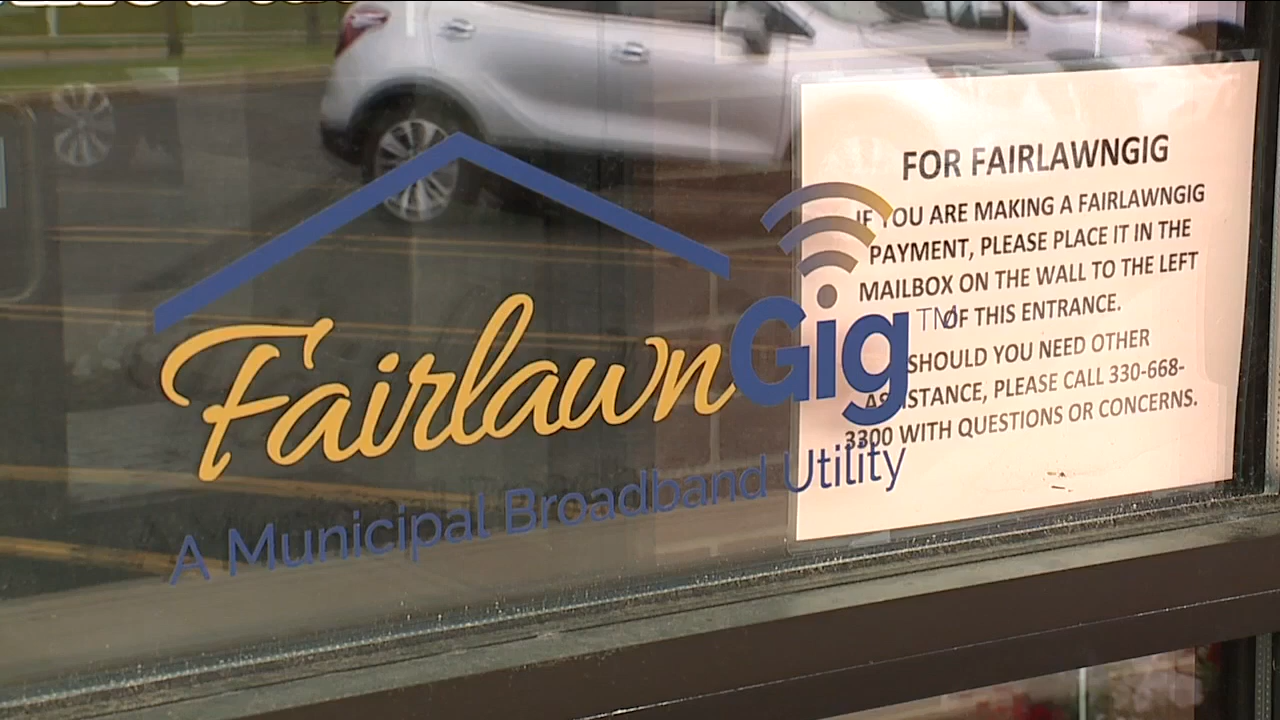 FairlawnGig™
A Municipal Broadband Utility
FOR FAIRLAWNGIG
IF YOU ARE MAKING A FAIRLAWNGIG
PAYMENT, PLEASE PLACE IT IN THE
MAILBOX ON THE WALL TO THE LEFT
OF THIS ENTRANCE.
SHOULD YOU NEED OTHER
ASSISTANCE, PLEASE CALL 330-668-
3300 WITH QUESTIONS OR CONCERNS.